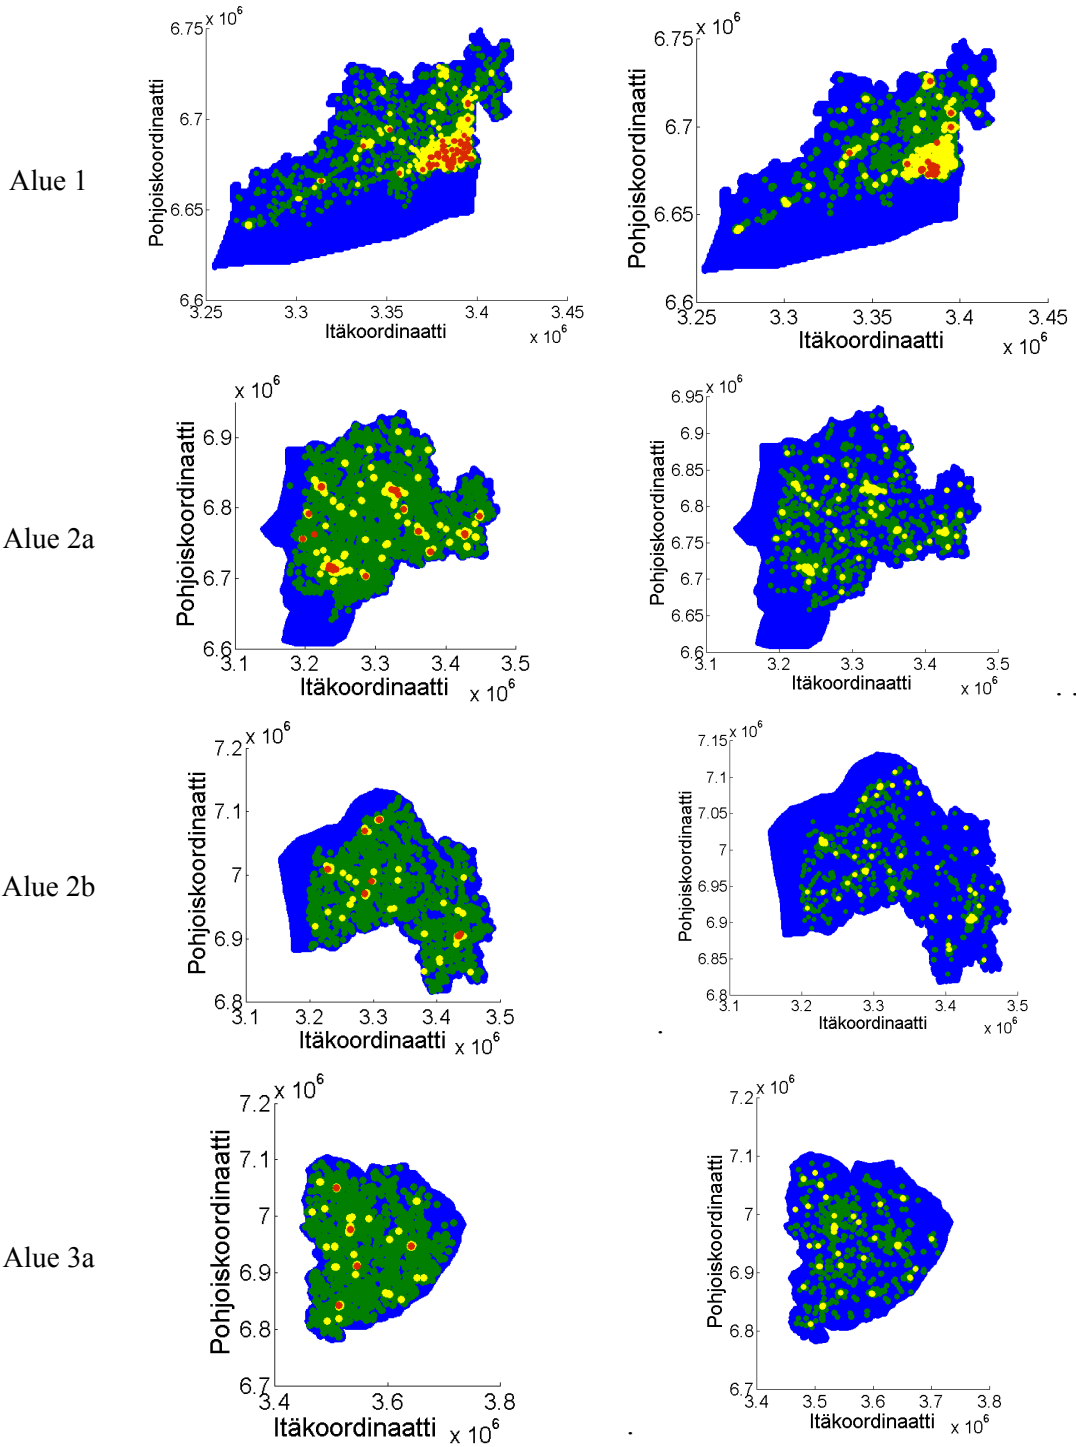 x 10^6
6.75
6.7
6.65
6.6
3.25 3.3 3.35 3.4 3.45
Pohjoiskoordinaatti
Itäkoordinaatti
x 10^6
x 10^6
6.75
6.7
6.65
6.6
3.25 3.3 3.35 3.4 3.45
Pohjoiskoordinaatti
Itäkoordinaatti
x 10^6
Alue 1
x 10^6
6.9
6.8
6.7
6.6
3.1 3.2 3.3 3.4 3.5
Pohjoiskoordinaatti
Itäkoordinaatti
x 10^6
x 10^6
6.95
6.9
6.85
6.8
6.75
6.7
6.65
6.6
3.1 3.2 3.3 3.4 3.5
Pohjoiskoordinaatti
Itäkoordinaatti
x 10^6
Alue 2a
x 10^6
7.2
7.1
7
6.9
6.8
3.1 3.2 3.3 3.4 3.5
Pohjoiskoordinaatti
Itäkoordinaatti
x 10^6
x 10^6
7.15
7.1
7.05
7
6.95
6.9
6.85
6.8
3.1 3.2 3.3 3.4 3.5
Pohjoiskoordinaatti
Itäkoordinaatti
x 10^6
Alue 2b
x 10^6
7.2
7.1
7
6.9
6.8
6.7
3.4 3.6 3.8
Pohjoiskoordinaatti
Itäkoordinaatti
x 10^6
x 10^6
7.2
7.1
7
6.9
6.8
6.7
3.4 3.5 3.6 3.7 3.8
Pohjoiskoordinaatti
Itäkoordinaatti
x 10^6
Alue 3a